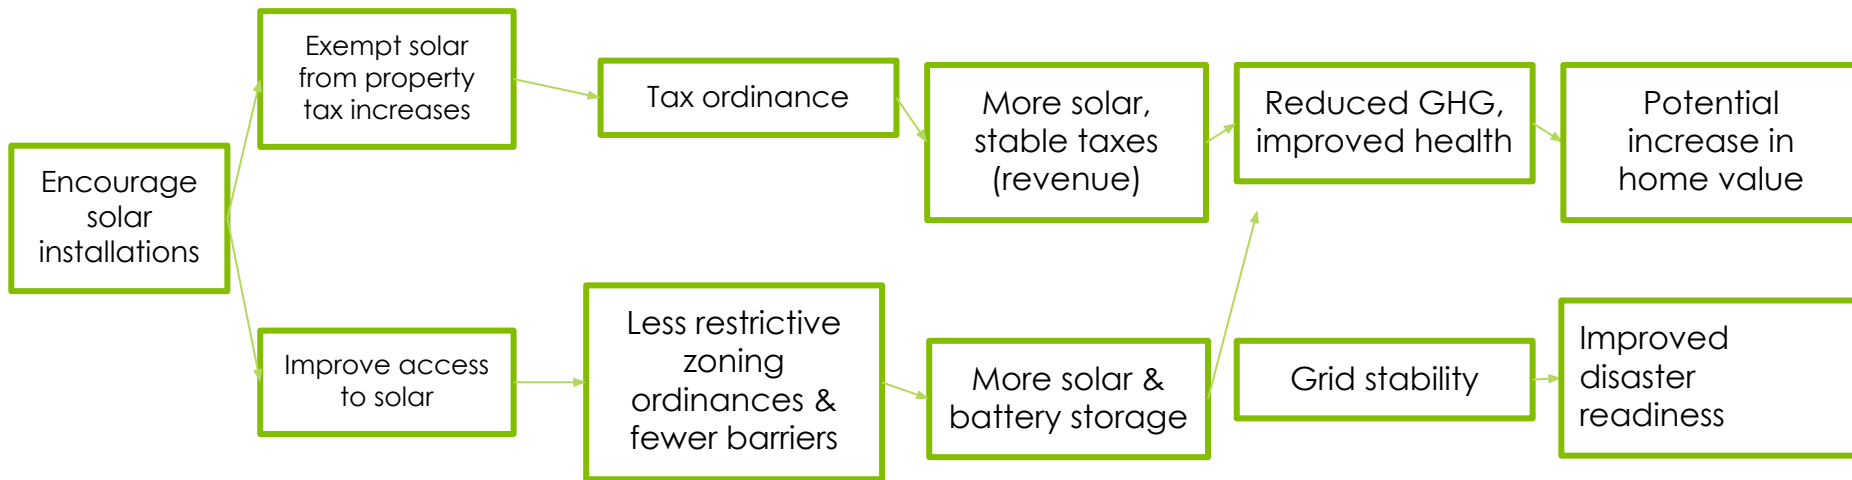 Encourage
solar
installations
Exempt solar
from property
tax increases
Tax ordinance
More solar,
stable taxes
(revenue)
Reduced GHG,
improved health
Potential
increase in
home value
Improve access
to solar
Less restrictive
zoning
ordinances &
fewer barriers
More solar &
battery storage
Grid stability
Improved
disaster
readiness